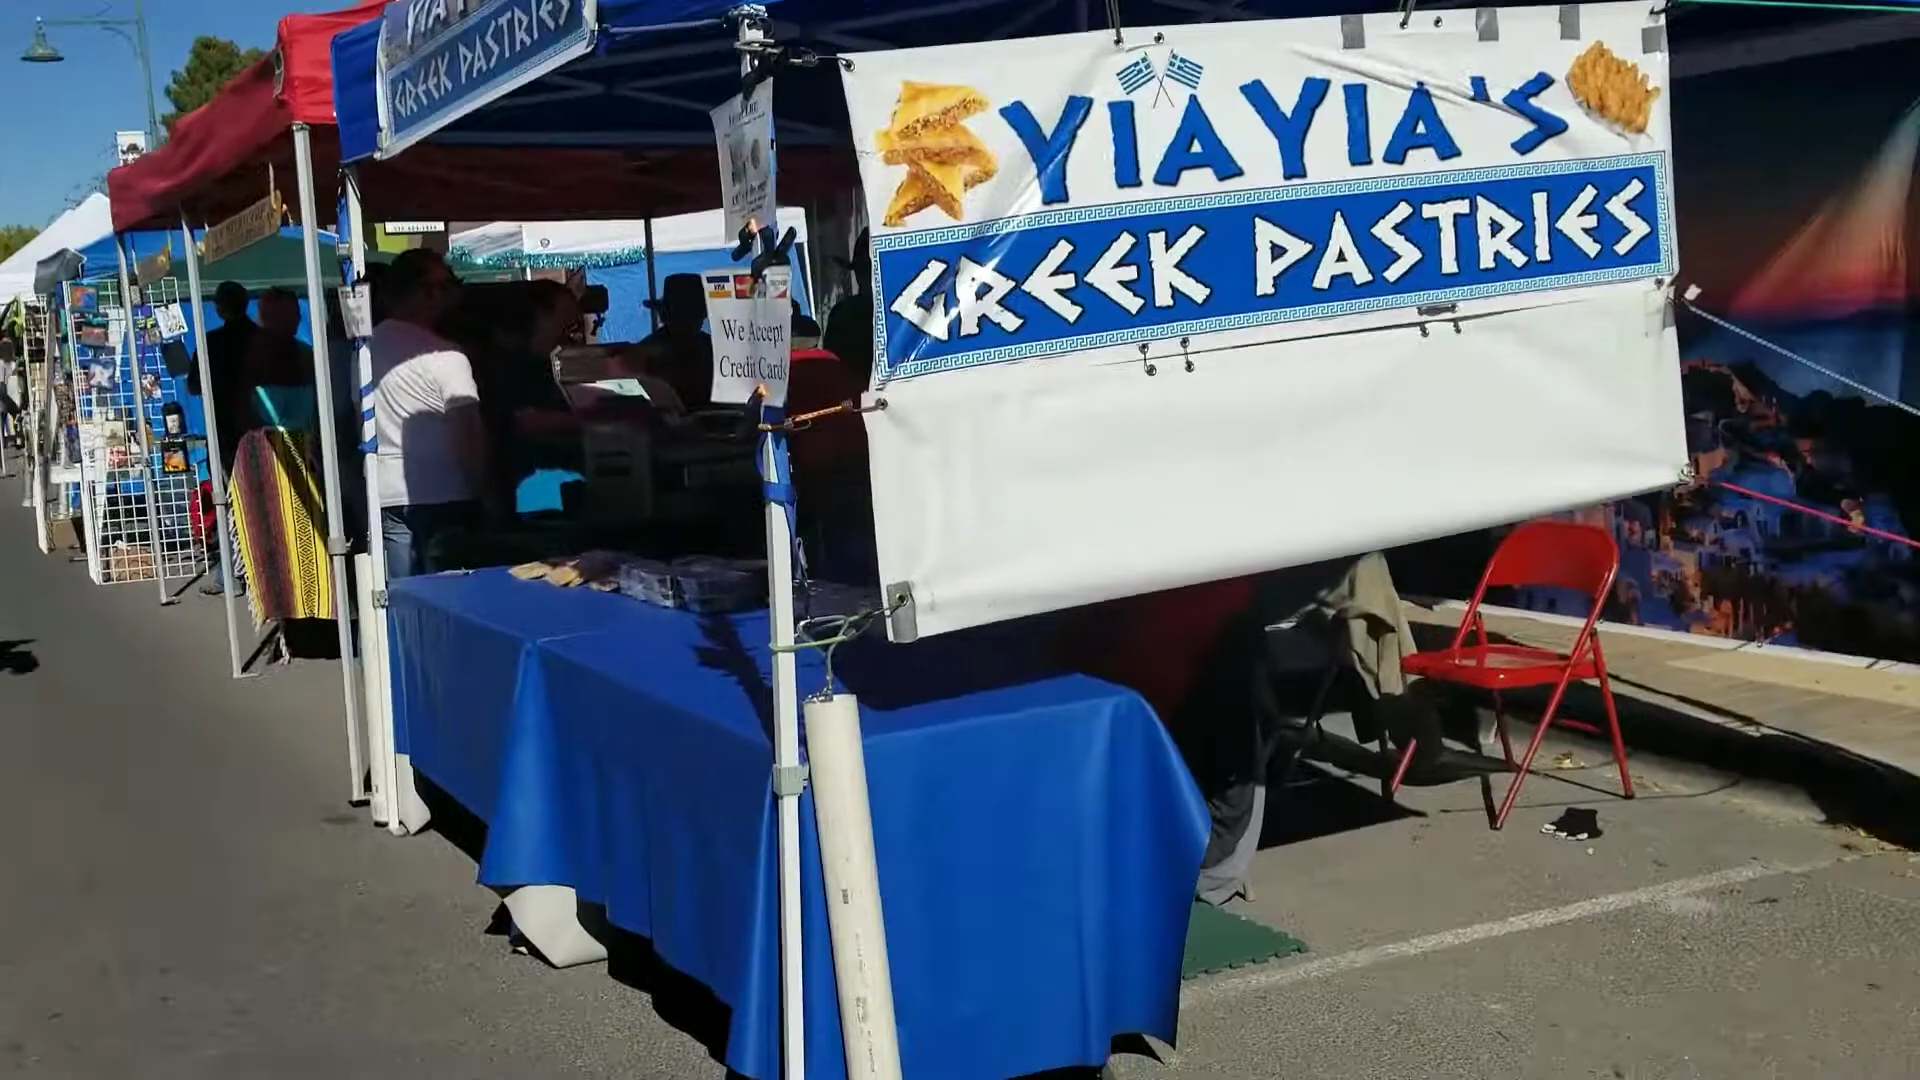 GREEK PASTRIES
YIAYIA'S
GREEK PASTRIES
VISA
We Accept
Credit Cards